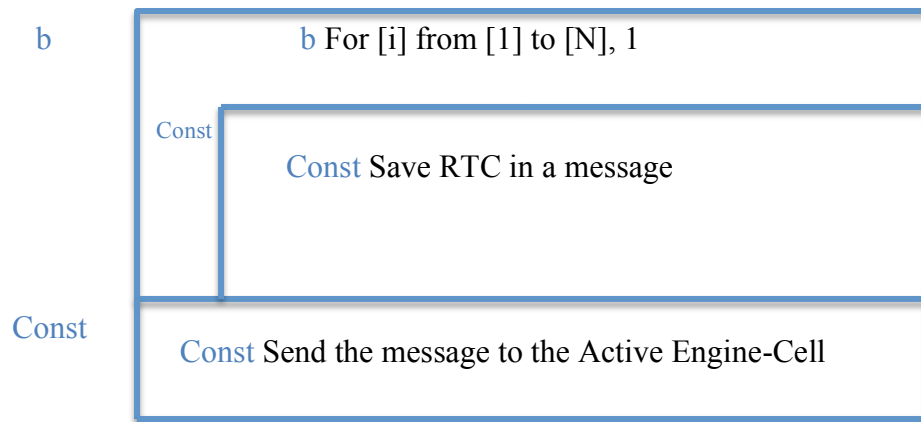 b b For [i] from [1] to [N], 1
Const
Const Save RTC in a message
Const
Const Send the message to the Active Engine-Cell